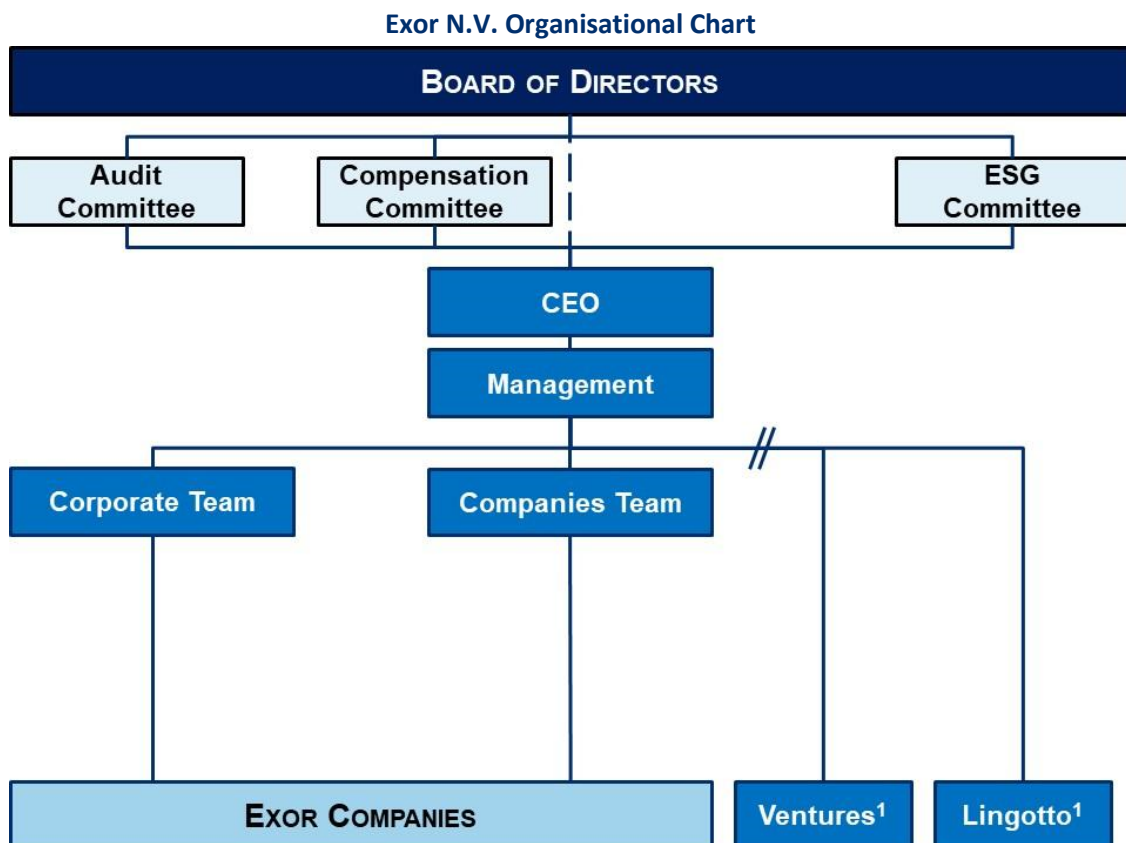 Exor N.V. Organisational Chart
BOARD OF DIRECTORS
Audit
Committee
Compensation
Committee
ESG
Committee
CEO
Management
Corporate Team
Companies Team
EXOR COMPANIES
Ventures¹
Lingotto¹